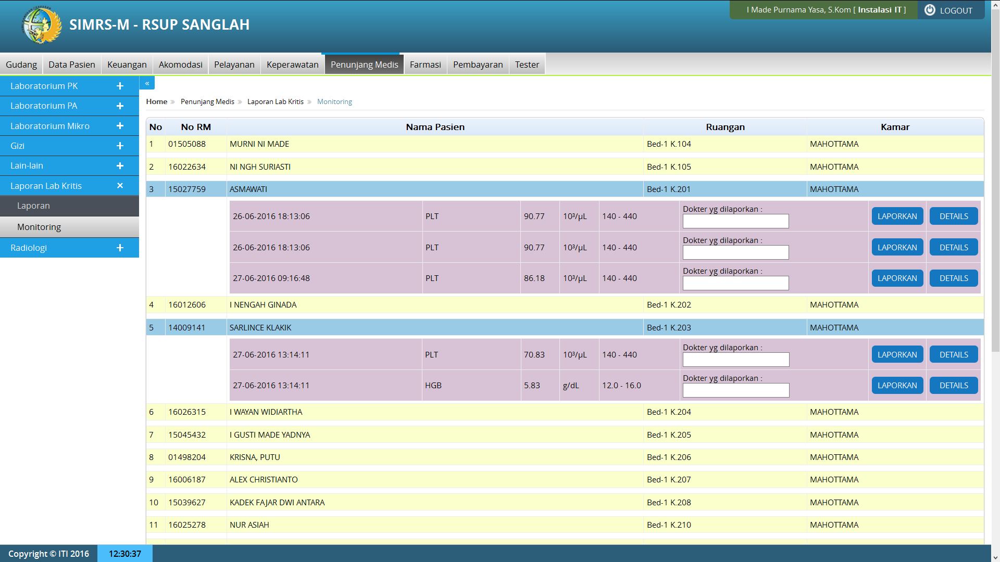 I Made Purnama Yasa, S.Kom [ Instalasi IT ]
LOGOUT
SIMRS-M - RSUP SANGLAH
Gudang Data Pasien Keuangan Akomodasi Pelayanan Keperawatan Penunjang Medis Farmasi Pembayaran Tester
Laboratorium PK +
Laboratorium PA +
Laboratorium Mikro +
Gizi +
Lain-lain +
Laporan Lab Kritis ×
Laporan
Monitoring
Radiologi +
«
Home » Penunjang Medis » Laporan Lab Kritis » Monitoring
No No RM Nama Pasien Ruangan Kamar
1 01505088 MURNI NI MADE Bed-1 K.104 MAHOTTAMA
2 16022634 NI NGH SURIASTI Bed-1 K.105 MAHOTTAMA
3 15027759 ASMAWATI Bed-1 K.201 MAHOTTAMA
Dokter yg dilaporkan :
26-06-2016 18:13:06 PLT 90.77 10³/µL 140 - 440 LAPORKAN DETAILS
Dokter yg dilaporkan :
26-06-2016 18:13:06 PLT 90.77 10³/µL 140 - 440 LAPORKAN DETAILS
Dokter yg dilaporkan :
27-06-2016 09:16:48 PLT 86.18 10³/µL 140 - 440 LAPORKAN DETAILS
4 16012606 I NENGAH GINADA Bed-1 K.202 MAHOTTAMA
5 14009141 SARLINCE KLAKIK Bed-1 K.203 MAHOTTAMA
Dokter yg dilaporkan :
27-06-2016 13:14:11 PLT 70.83 10³/µL 140 - 440 LAPORKAN DETAILS
Dokter yg dilaporkan :
27-06-2016 13:14:11 HGB 5.83 g/dL 12.0 - 16.0 LAPORKAN DETAILS
6 16026315 I WAYAN WIDIARTHA Bed-1 K.204 MAHOTTAMA
7 15045432 I GUSTI MADE YADNYA Bed-1 K.205 MAHOTTAMA
8 01498204 KRISNA, PUTU Bed-1 K.206 MAHOTTAMA
9 16006187 ALEX CHRISTIANTO Bed-1 K.207 MAHOTTAMA
10 15039627 KADEK FAJAR DWI ANTARA Bed-1 K.208 MAHOTTAMA
11 16025278 NUR ASIAH Bed-1 K.210 MAHOTTAMA
Copyright © ITI 2016 12:30:37